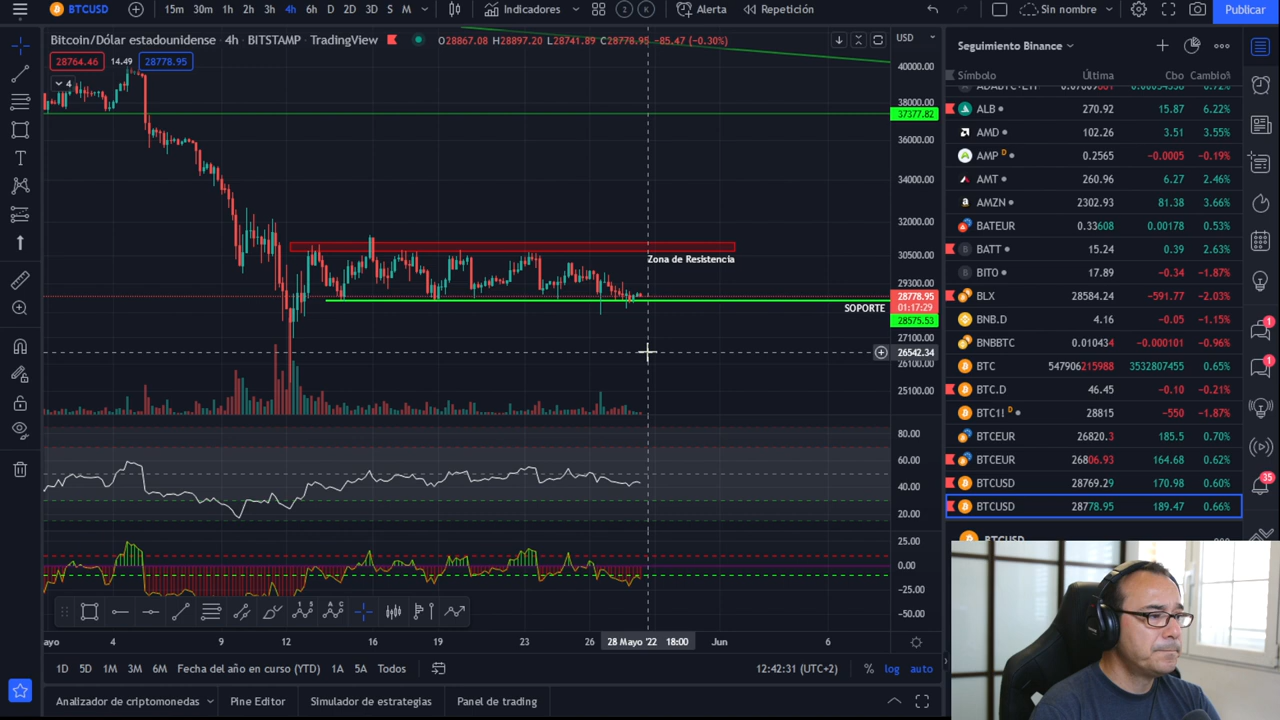 BTCUSD 15m 30m 1h 2h 3h 4h 6h D 2D 3D S M Indicadores 2 K Alerta Repetición Sin nombre Publicar
Bitcoin/Dólar estadounidense · 4h · BITSTAMP · TradingView O28867.08 H28897.20 L28741.89 C28778.95 −85.47 (−0.30%) USD
28764.46 14.49 28778.95
4
40000.00
38000.00
37377.82
36000.00
34000.00
32000.00
30500.00
Zona de Resistencia
29300.00
28778.95
01:17:29
SOPORTE
28575.53
27100.00
26542.34
26100.00
25100.00
80.00
60.00
40.00
20.00
25.00
0.00
−25.00
−50.00
ayo 4 9 12 16 19 23 26 28 Mayo '22 18:00 Jun 6
1D 5D 1M 3M 6M Fecha del año en curso (YTD) 1A 5A Todos 12:42:31 (UTC+2) % log auto
Analizador de criptomonedas Pine Editor Simulador de estrategias Panel de trading
Seguimiento Binance
Símbolo Última Cbo Cambio%
ALB 270.92 15.87 6.22%
AMD 102.26 3.51 3.55%
AMP D 0.2565 −0.0005 −0.19%
AMT 260.96 6.27 2.46%
AMZN 2302.93 81.38 3.66%
BATEUR 0.33608 0.00178 0.53%
BATT 15.24 0.39 2.63%
BITO 17.89 −0.34 −1.87%
BLX 28584.24 −591.77 −2.03%
BNB.D 4.16 −0.05 −1.15%
BNBBTC 0.010434 −0.000101 −0.96%
BTC 547906215988 3532807455 0.65%
BTC.D 46.45 −0.10 −0.21%
BTC1! D 28815 −550 −1.87%
BTCEUR 26820.3 185.5 0.70%
BTCEUR 26806.93 164.68 0.62%
BTCUSD 28769.29 170.98 0.60%
BTCUSD 28778.95 189.47 0.66%
1
1
35